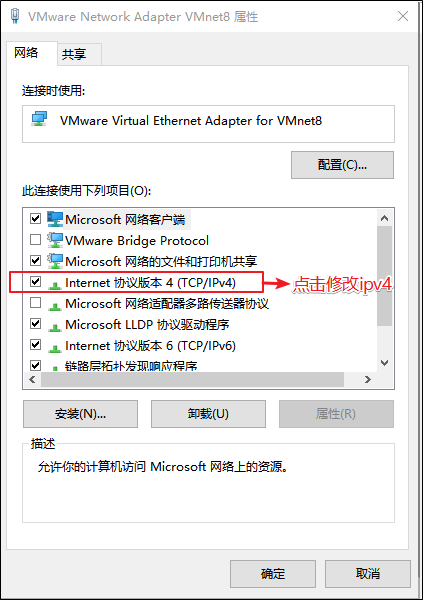 VMware Network Adapter VMnet8 属性
网络
共享
连接时使用:
VMware Virtual Ethernet Adapter for VMnet8
配置(C)...
此连接使用下列项目(O):
Microsoft 网络客户端
VMware Bridge Protocol
Microsoft 网络的文件和打印机共享
Internet 协议版本 4 (TCP/IPv4)
点击修改ipv4
Microsoft 网络适配器多路传送器协议
Microsoft LLDP 协议驱动程序
Internet 协议版本 6 (TCP/IPv6)
链路层拓扑发现响应程序
安装(N)...
卸载(U)
属性(R)
描述
允许你的计算机访问 Microsoft 网络上的资源。
确定
取消